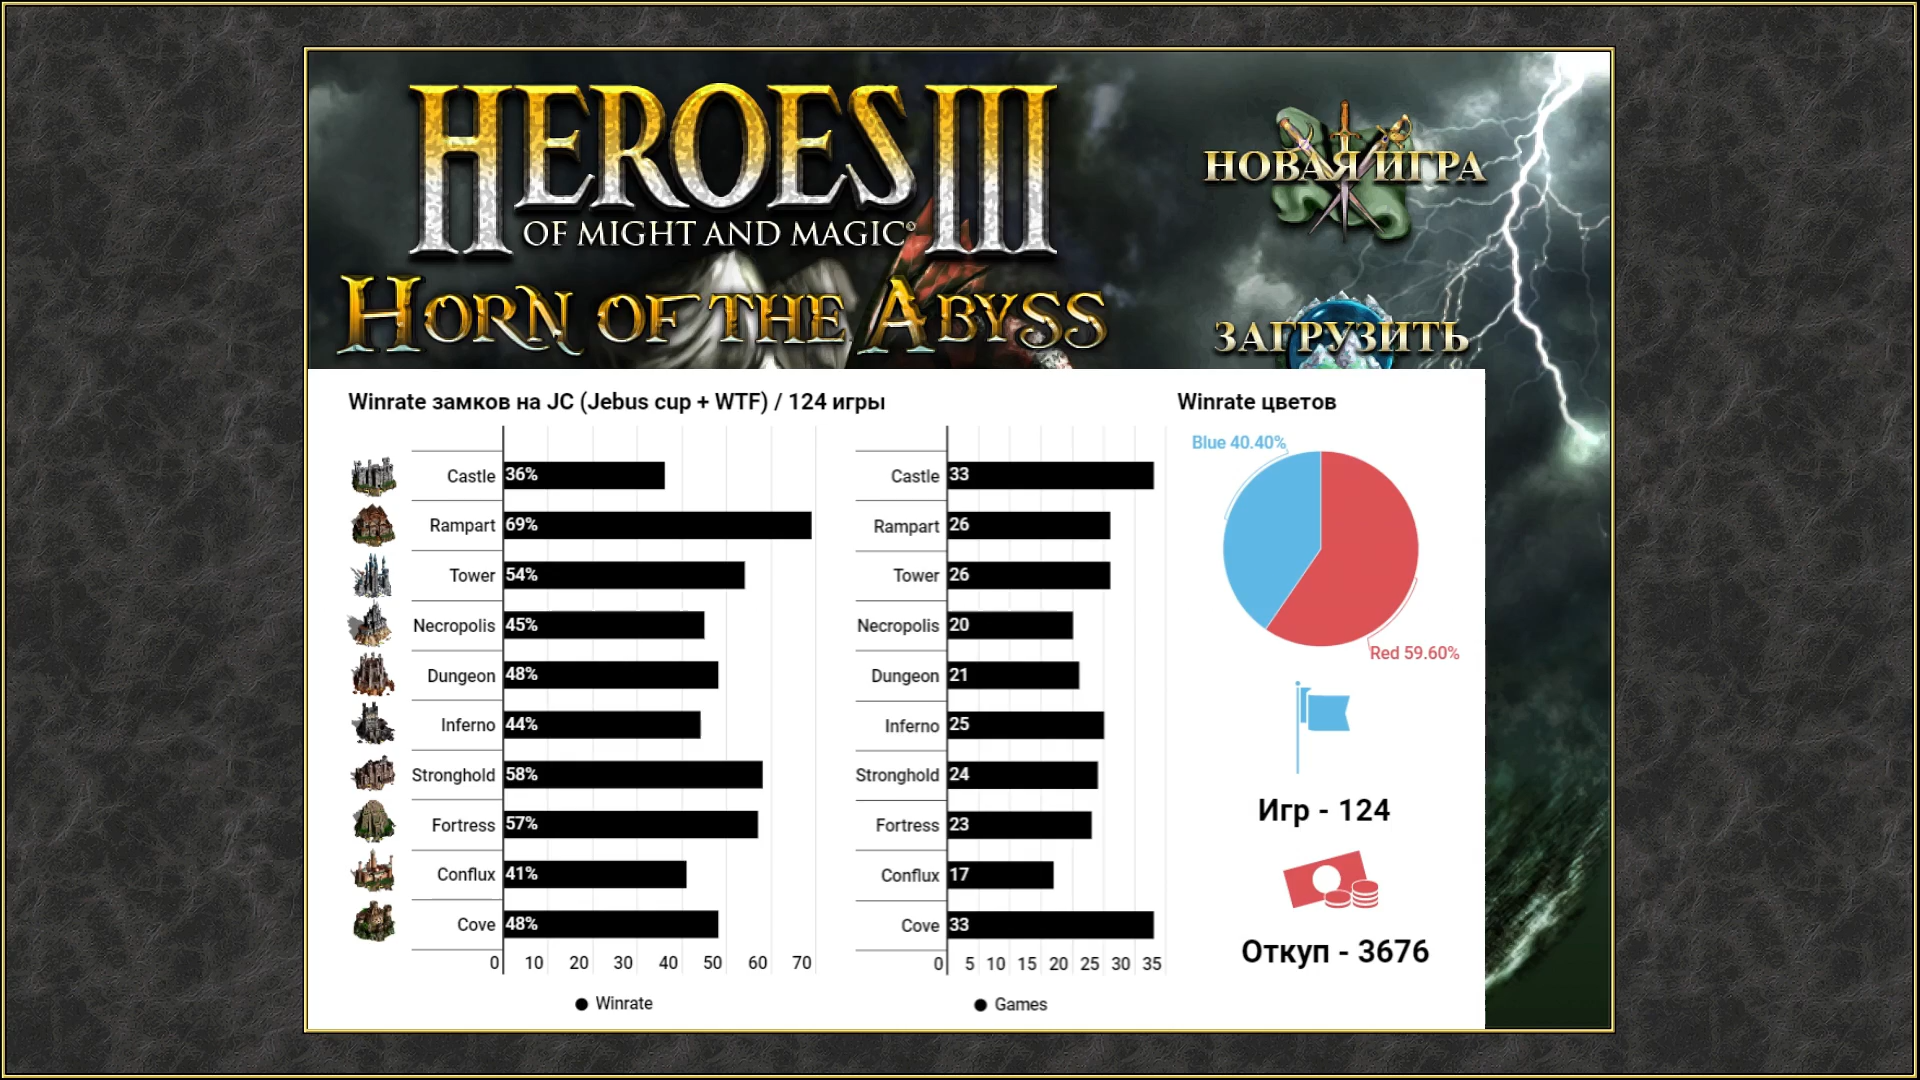 HEROES III
OF MIGHT AND MAGIC®
HORN OF THE ABYSS
НОВАЯ ИГРА
ЗАГРУЗИТЬ
Winrate замков на JC (Jebus cup + WTF) / 124 игры
Castle 36%
Rampart 69%
Tower 54%
Necropolis 45%
Dungeon 48%
Inferno 44%
Stronghold 58%
Fortress 57%
Conflux 41%
Cove 48%
0 10 20 30 40 50 60 70
Winrate
Castle 33
Rampart 26
Tower 26
Necropolis 20
Dungeon 21
Inferno 25
Stronghold 24
Fortress 23
Conflux 17
Cove 33
0 5 10 15 20 25 30 35
Games
Winrate цветов
Blue 40.40%
Red 59.60%
Игр - 124
Откуп - 3676